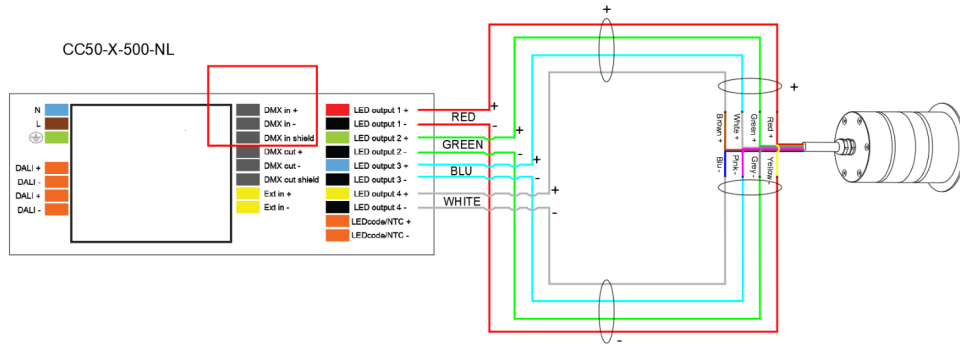 CC50-X-500-NL
N
L
DALI +
DALI -
DALI +
DALI -
DMX in +
DMX in -
DMX in shield
DMX out +
DMX out -
DMX out shield
Ext in +
Ext in -
LED output 1 +
LED output 1 -
LED output 2 +
LED output 2 -
LED output 3 +
LED output 3 -
LED output 4 +
LED output 4 -
LEDcode/NTC +
LEDcode/NTC -
RED
GREEN
BLU
WHITE
+
-
+
-
+
-
+
-
+
-
+
-
Brown +
White +
Green +
Red +
Blu -
Pink -
Grey -
Yellow -